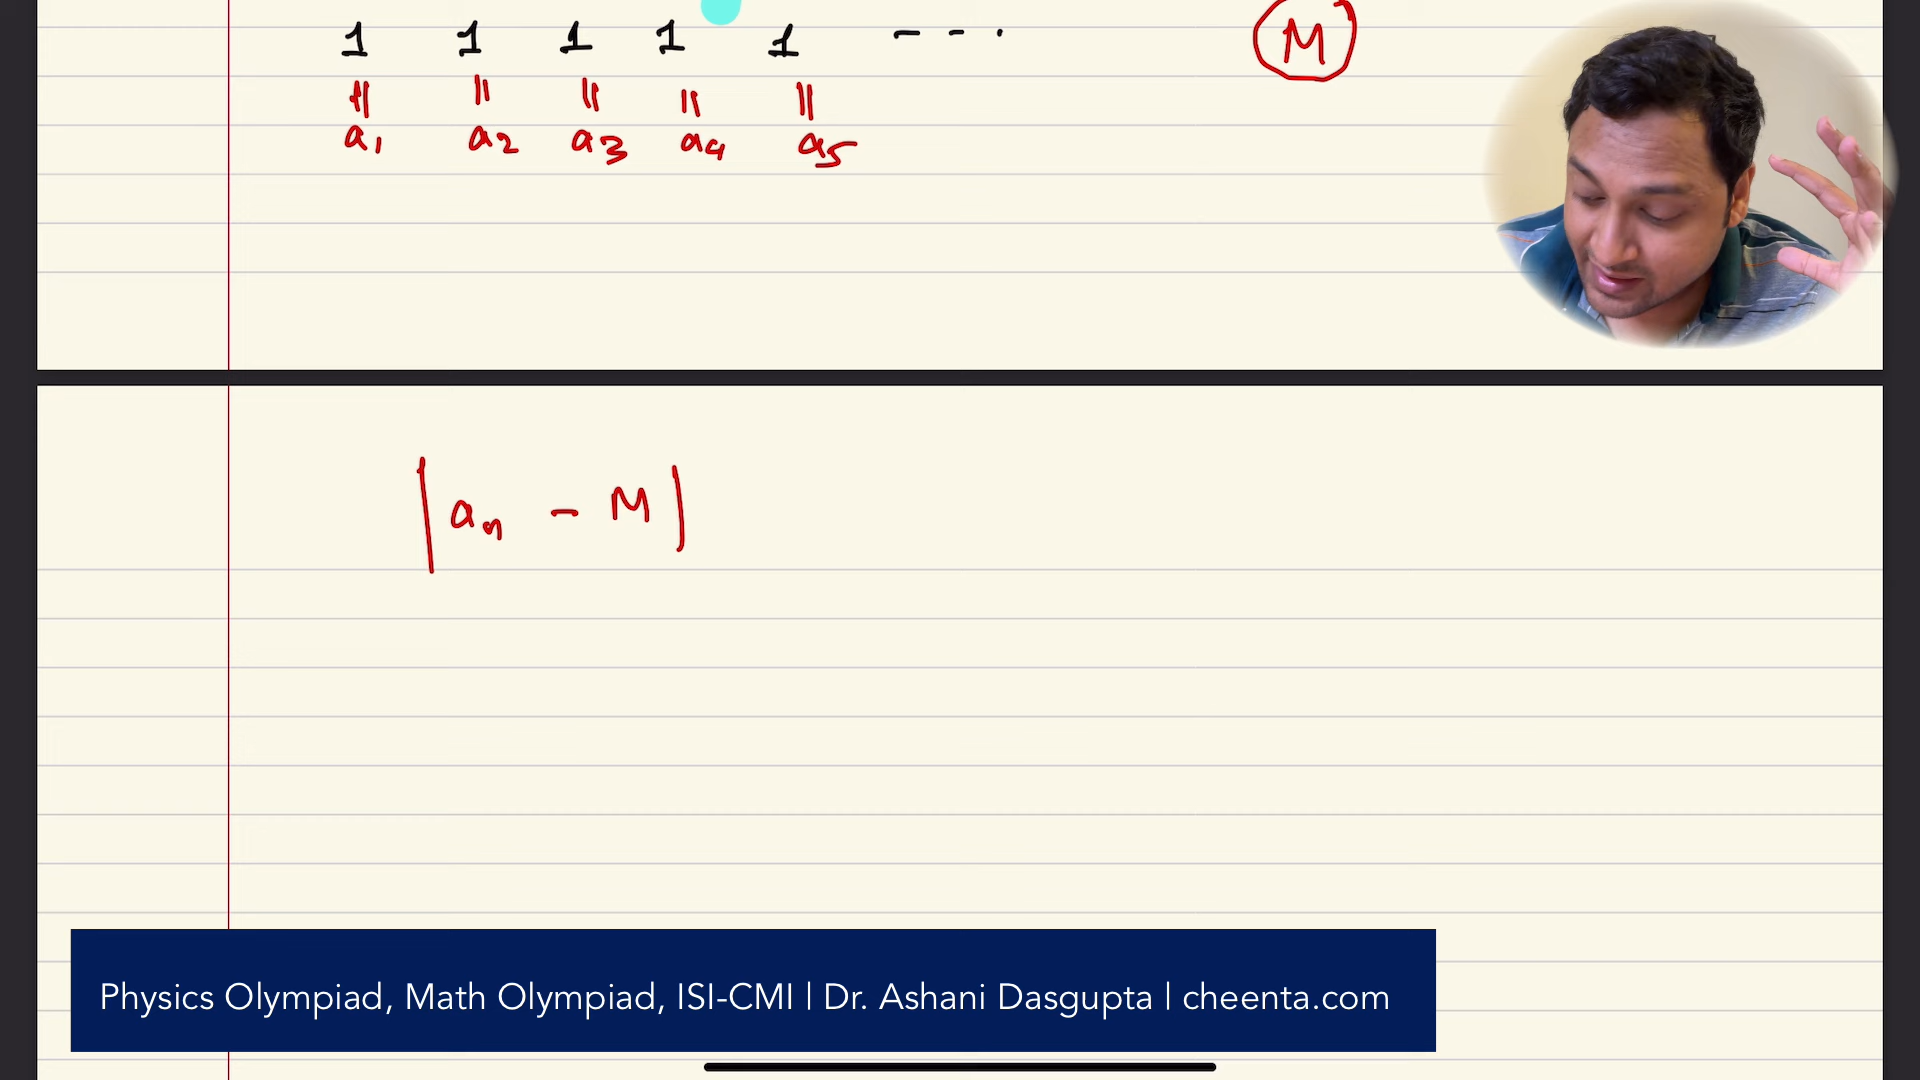 1 1 1 1 1 - - . M
|| || || || ||
a1 a2 a3 a4 a5
|an - M|
Physics Olympiad, Math Olympiad, ISI-CMI | Dr. Ashani Dasgupta | cheenta.com